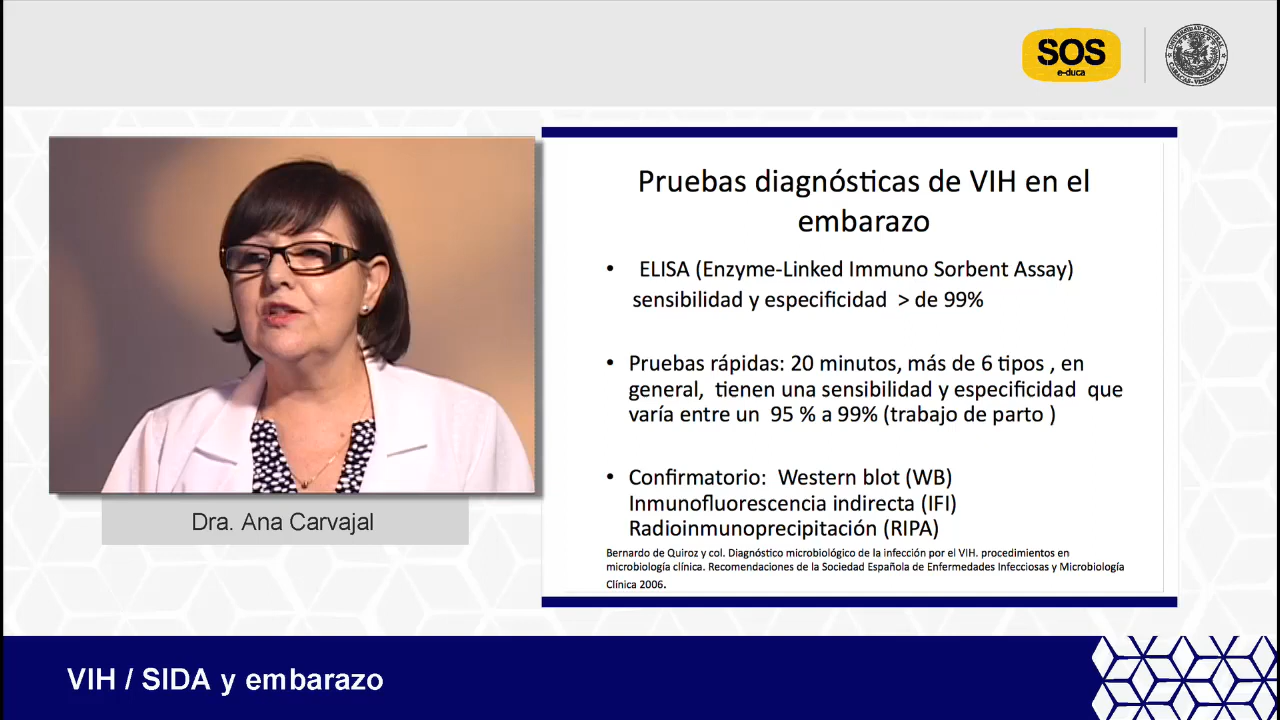 SOS
e-duca
UNIVERSIDAD CENTRAL
CARACAS-VENEZUELA
Pruebas diagnósticas de VIH en el
embarazo
• ELISA (Enzyme-Linked Immuno Sorbent Assay)
sensibilidad y especificidad > de 99%
• Pruebas rápidas: 20 minutos, más de 6 tipos , en
general, tienen una sensibilidad y especificidad que
varía entre un 95 % a 99% (trabajo de parto )
• Confirmatorio: Western blot (WB)
Inmunofluorescencia indirecta (IFI)
Radioinmunoprecipitación (RIPA)
Bernardo de Quiroz y col. Diagnóstico microbiológico de la infección por el VIH. procedimientos en
microbiología clínica. Recomendaciones de la Sociedad Española de Enfermedades Infecciosas y Microbiología
Clínica 2006.
Dra. Ana Carvajal
VIH / SIDA y embarazo